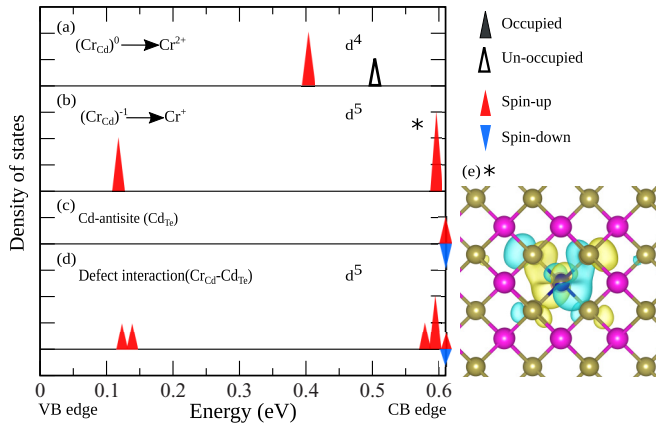 (a)
(Cr_Cd)^0 → Cr^2+
d^4
(b)
(Cr_Cd)^-1 → Cr^+
d^5
*
(c)
Cd-antisite (Cd_Te)
(d)
Defect interaction(Cr_Cd-Cd_Te)
d^5
Density of states
0 0.1 0.2 0.3 0.4 0.5 0.6
VB edge
Energy (eV)
CB edge
Occupied
Un-occupied
Spin-up
Spin-down
(e) *